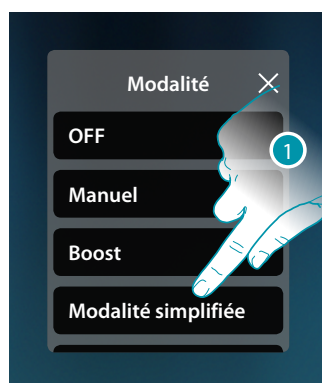 Modalité
OFF
1
Manuel
Boost
Modalité simplifiée